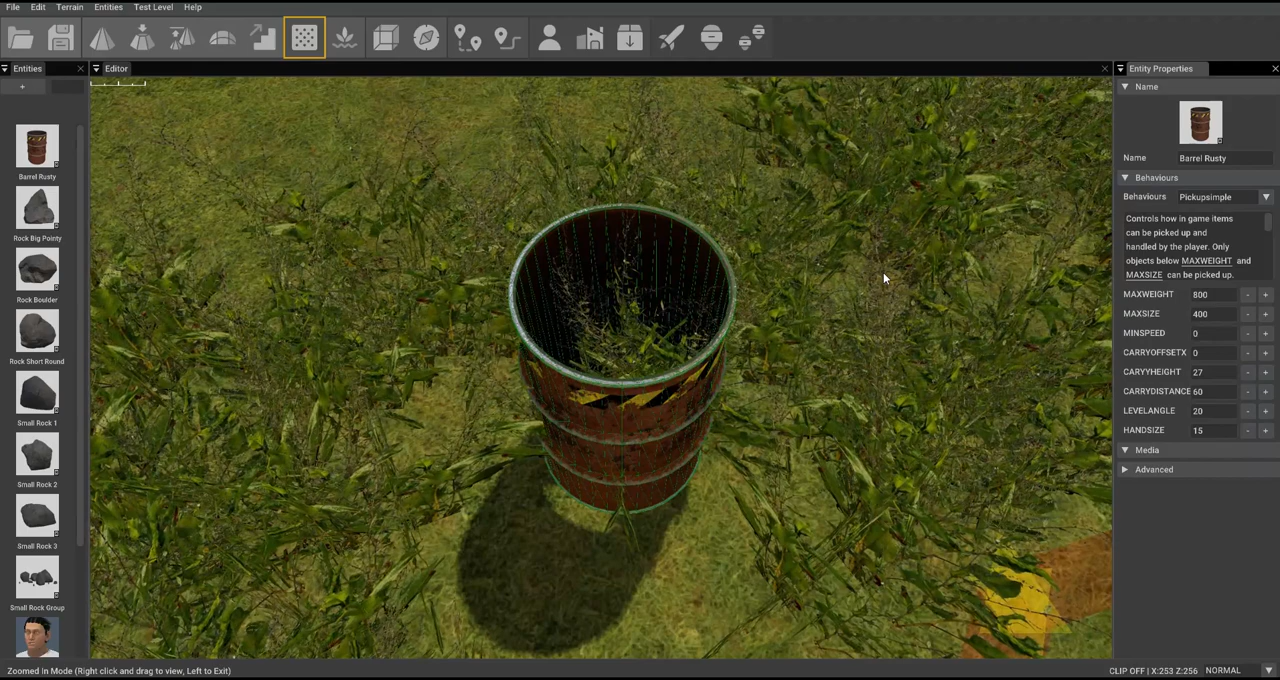 File Edit Terrain Entities Test Level Help
Entities
Editor
Entity Properties
+
Name
Name Barrel Rusty
Behaviours
Behaviours Pickupsimple
Controls how in game items
can be picked up and
handled by the player. Only
objects below MAXWEIGHT and
MAXSIZE can be picked up.
MAXWEIGHT 800 - +
MAXSIZE 400 - +
MINSPEED 0 - +
CARRYOFFSETX 0 - +
CARYYHEIGHT 27 - +
CARRYDISTANCE 60 - +
LEVELANGLE 20 - +
HANDSIZE 15 - +
Media
Advanced
Barrel Rusty
Rock Big Pointy
Rock Boulder
Rock Short Round
Small Rock 1
Small Rock 2
Small Rock 3
Small Rock Group
Zoomed In Mode (Right click and drag to view, Left to Exit)
CLIP OFF | X:253 Z:256 NORMAL